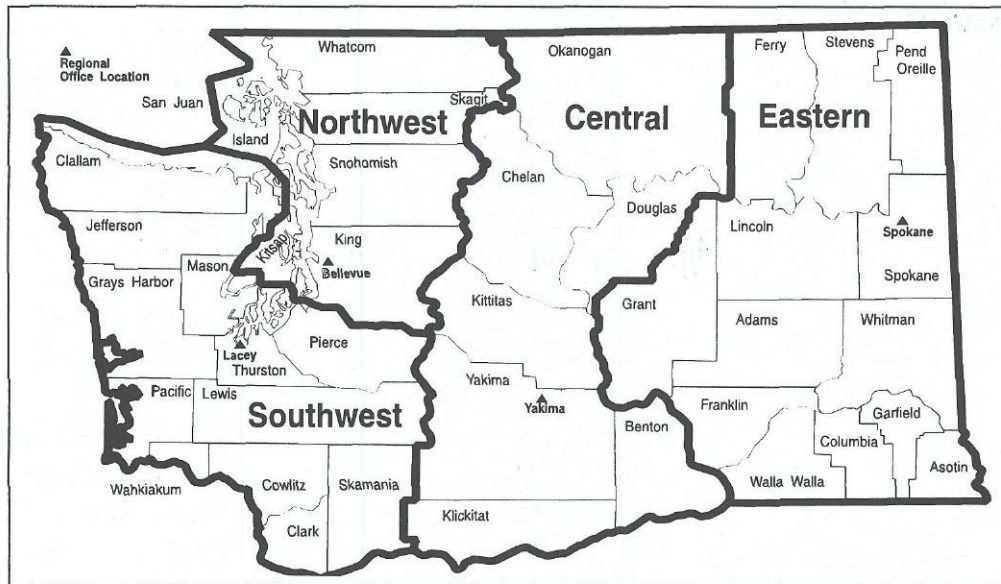 Regional
Office Location
San Juan
Whatcom
Skagit
Northwest
Island
Snohomish
Clallam
Jefferson
Kitsap
King
Bellevue
Mason
Grays Harbor
Lacey
Thurston
Pierce
Pacific
Lewis
Southwest
Wahkiakum
Cowlitz
Skamania
Clark
Okanogan
Central
Chelan
Douglas
Kittitas
Yakima
Yakima
Benton
Klickitat
Ferry
Stevens
Pend
Oreille
Eastern
Lincoln
Spokane
Spokane
Grant
Adams
Whitman
Franklin
Garfield
Columbia
Asotin
Walla Walla